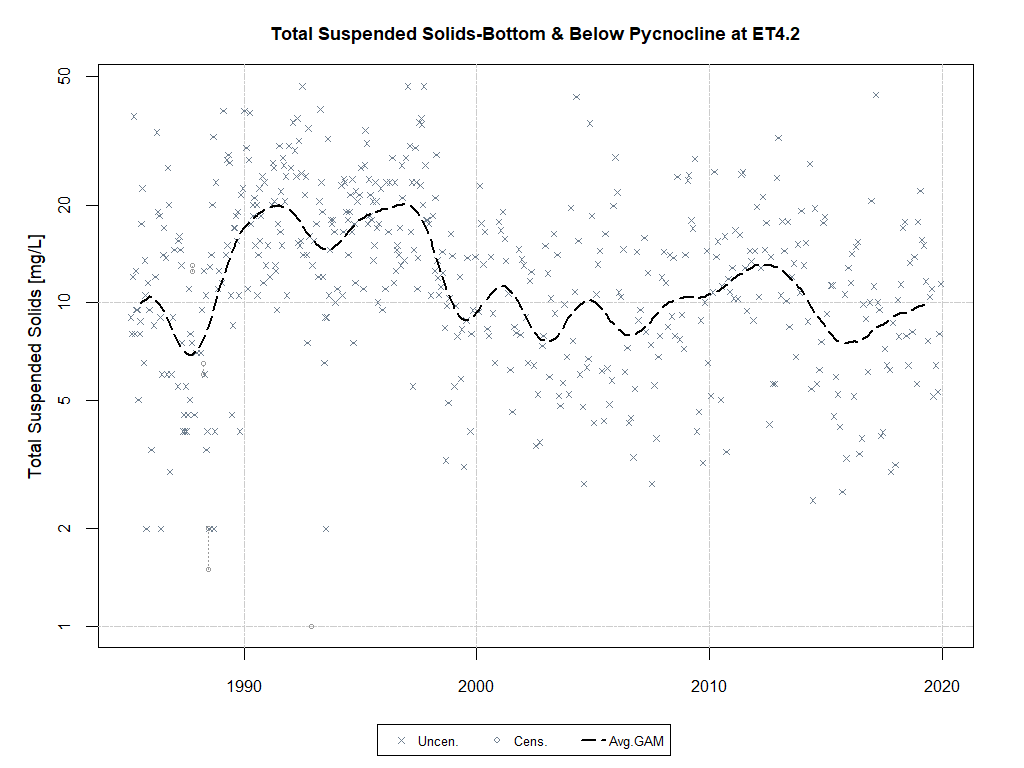 Total Suspended Solids-Bottom & Below Pycnocline at ET4.2
Total Suspended Solids [mg/L]
50
20
10
5
2
1
1990 2000 2010 2020
Uncen. Cens. Avg.GAM